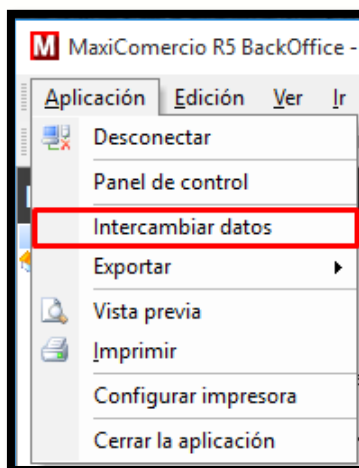 M MaxiComercio R5 BackOffice -
Aplicación Edición Ver Ir
Desconectar
Panel de control
Intercambiar datos
Exportar
Vista previa
Imprimir
Configurar impresora
Cerrar la aplicación